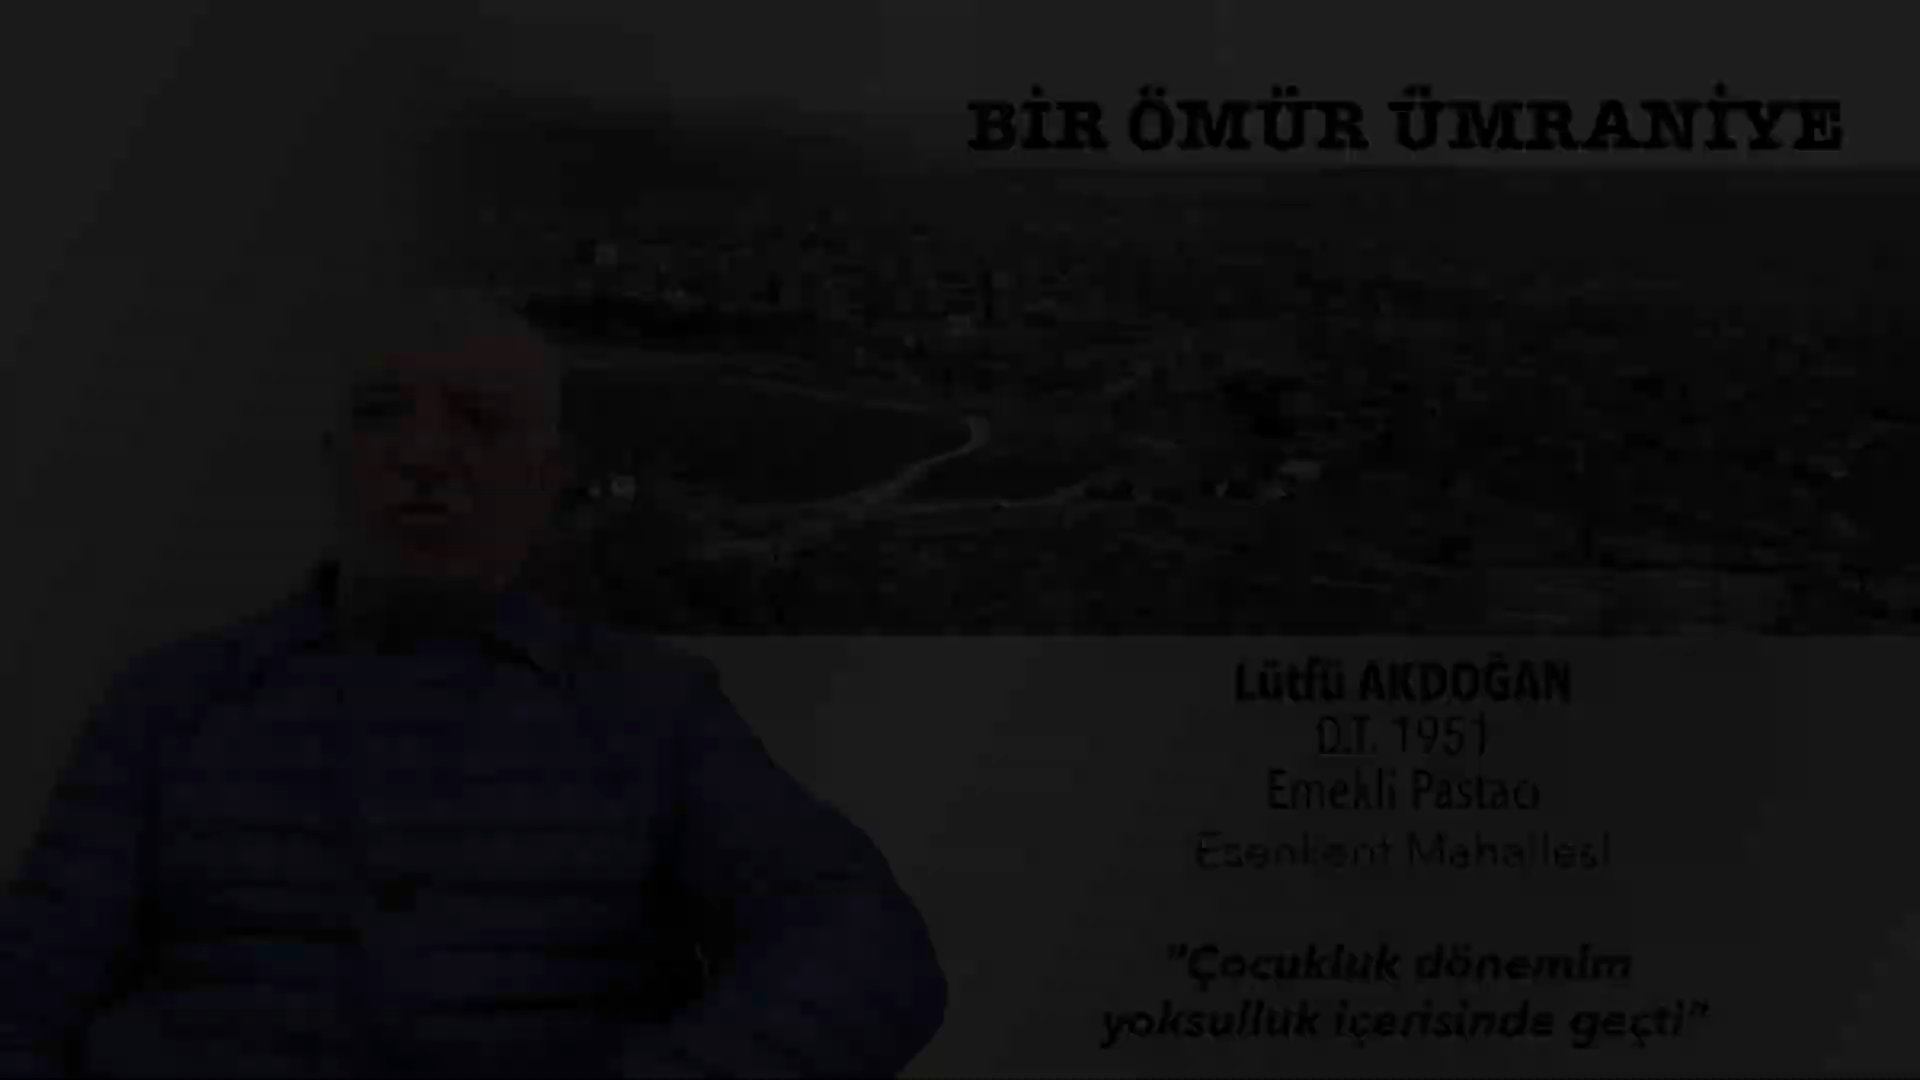 BİR ÖMÜR ÜMRANİYE
Lütfü AKDOĞAN
D.T. 1951
Emekli Pastacı
Esenkent Mahallesi
"Çocukluk dönemim
yoksulluk içerisinde geçti"